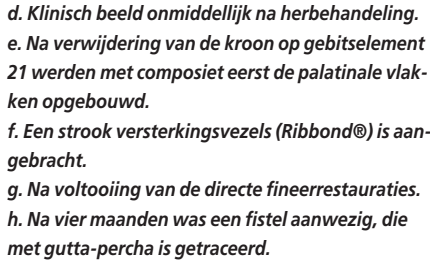 d. Klinisch beeld onmiddellijk na herbehandeling.
e. Na verwijdering van de kroon op gebitselement
21 werden met composiet eerst de palatinale vlak-
ken opgebouwd.
f. Een strook versterkingsvezels (Ribbond®) is aan-
gebracht.
g. Na voltooiing van de directe fineerrestauraties.
h. Na vier maanden was een fistel aanwezig, die
met gutta-percha is getraceerd.